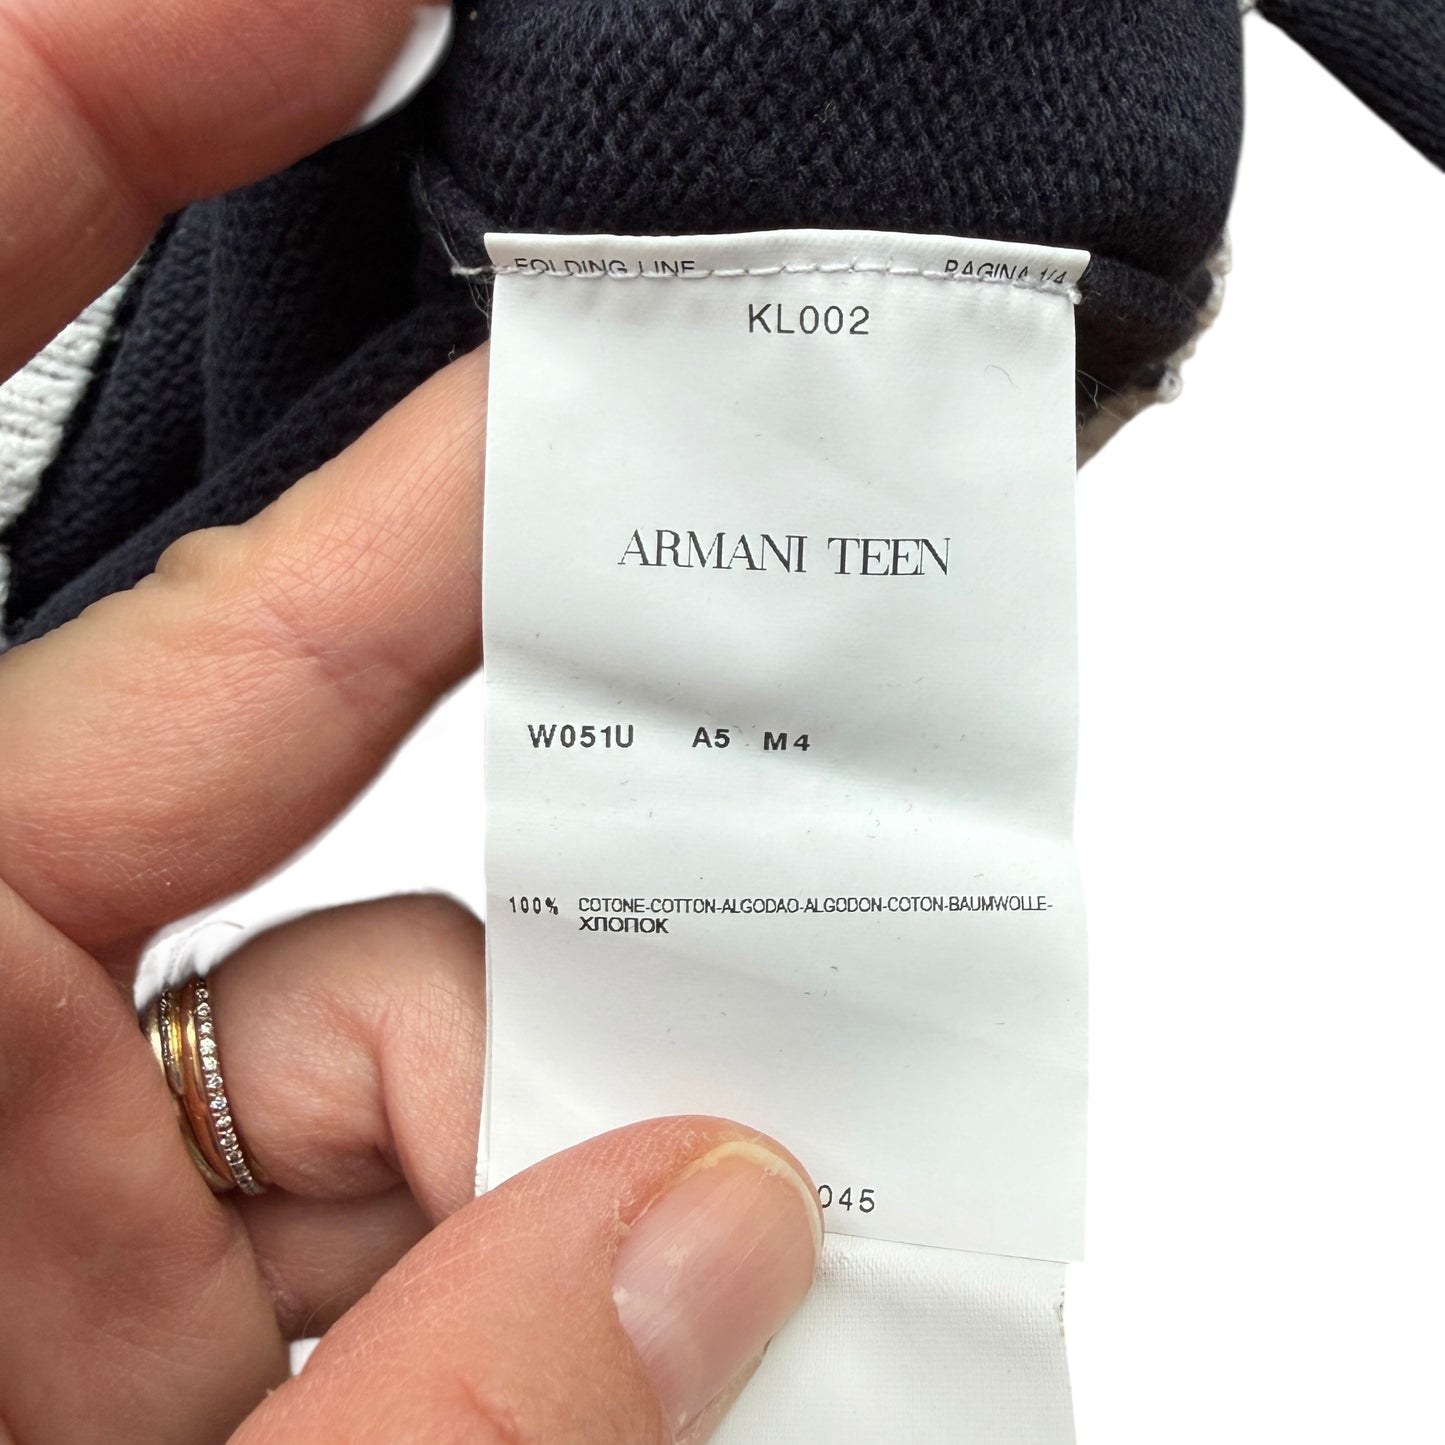 FOLDING LINE PAGINA 1/4
KL002
ARMANI TEEN
W051U A5 M4
100% COTONE-COTTON-ALGODAO-ALGODON-COTON-BAUMWOLLE-
ХЛОПОК
045